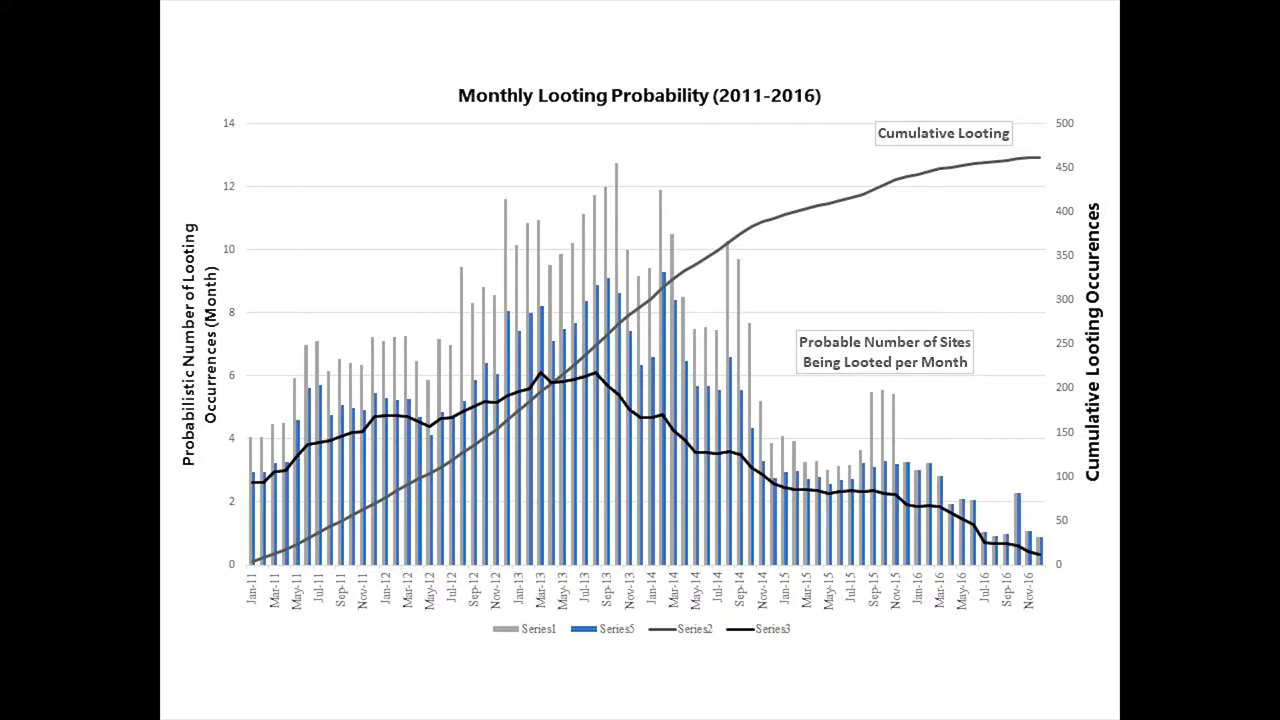 Monthly Looting Probability (2011-2016)
14
12
10
8
6
4
2
0
500
450
400
350
300
250
200
150
100
50
0
Probabilistic Number of Looting
Occurrences (Month)
Cumulative Looting Occurences
Cumulative Looting
Probable Number of Sites
Being Looted per Month
Jan-11
Mar-11
May-11
Jul-11
Sep-11
Nov-11
Jan-12
Mar-12
May-12
Jul-12
Sep-12
Nov-12
Jan-13
Mar-13
May-13
Jul-13
Sep-13
Nov-13
Jan-14
Mar-14
May-14
Jul-14
Sep-14
Nov-14
Jan-15
Mar-15
May-15
Jul-15
Sep-15
Nov-15
Jan-16
Mar-16
May-16
Jul-16
Sep-16
Nov-16
Series1
Series5
Series2
Series3